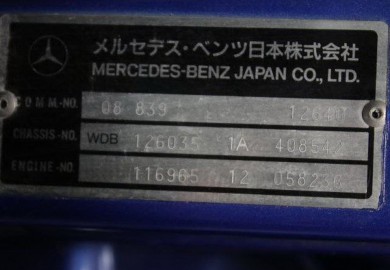 メルセデス・ベンツ日本株式会社
MERCEDES-BENZ JAPAN CO., LTD.
COMM.-NO. 08 839
CHASSIS-NO. WDB 126035 1A 408542
ENGINE-NO. 116965 12